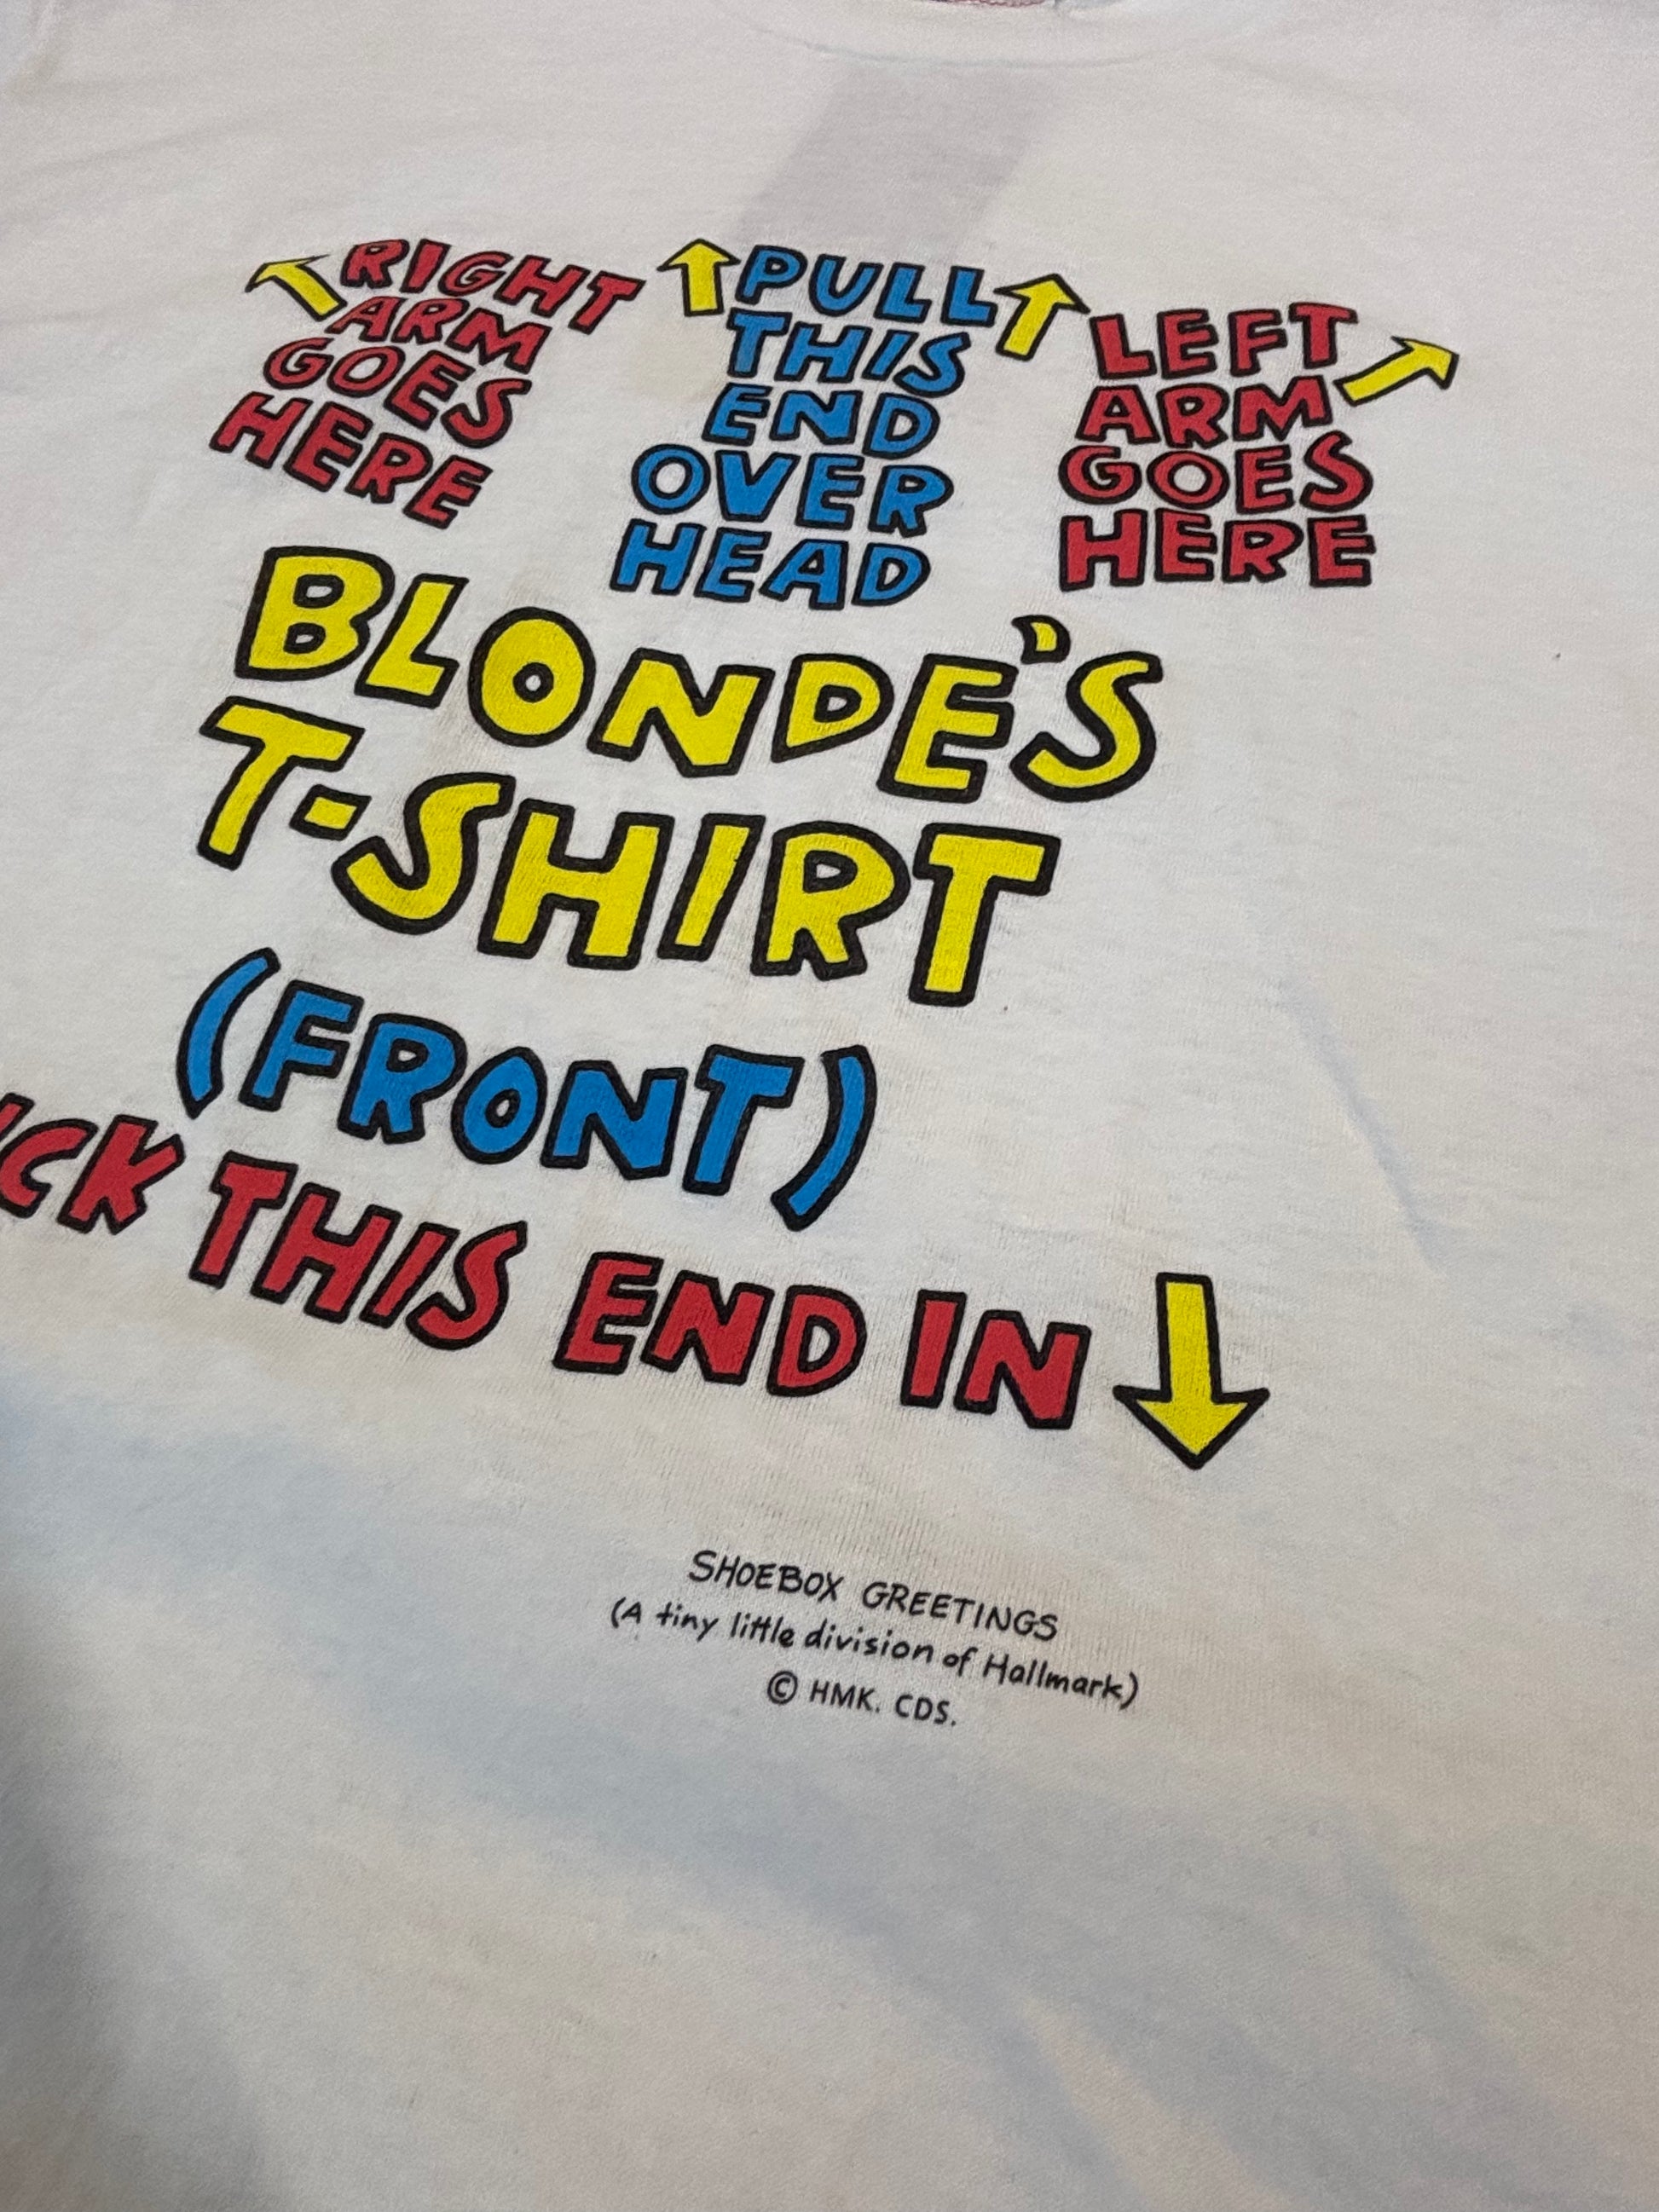 RIGHT
ARM
GOES
HERE
PULL
THIS
END
OVER
HEAD
LEFT
ARM
GOES
HERE
BLONDE'S
T-SHIRT
(FRONT)
THIS END IN
SHOEBOX GREETINGS
(A tiny little division of Hallmark)
© HMK. CDS.